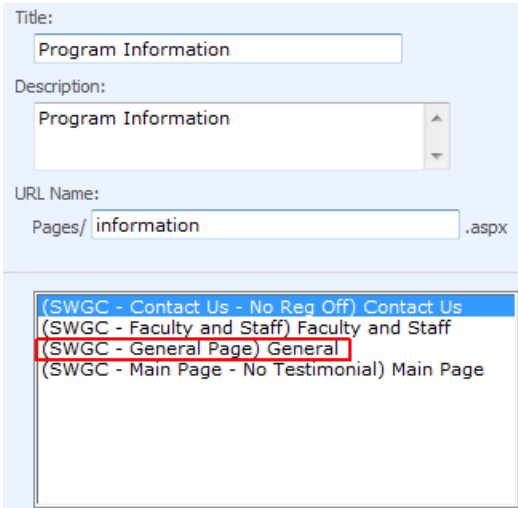 Title:
Program Information
Description:
Program Information
URL Name:
Pages/ information .aspx
(SWGC - Contact Us - No Reg Off) Contact Us
(SWGC - Faculty and Staff) Faculty and Staff
(SWGC - General Page) General
(SWGC - Main Page - No Testimonial) Main Page